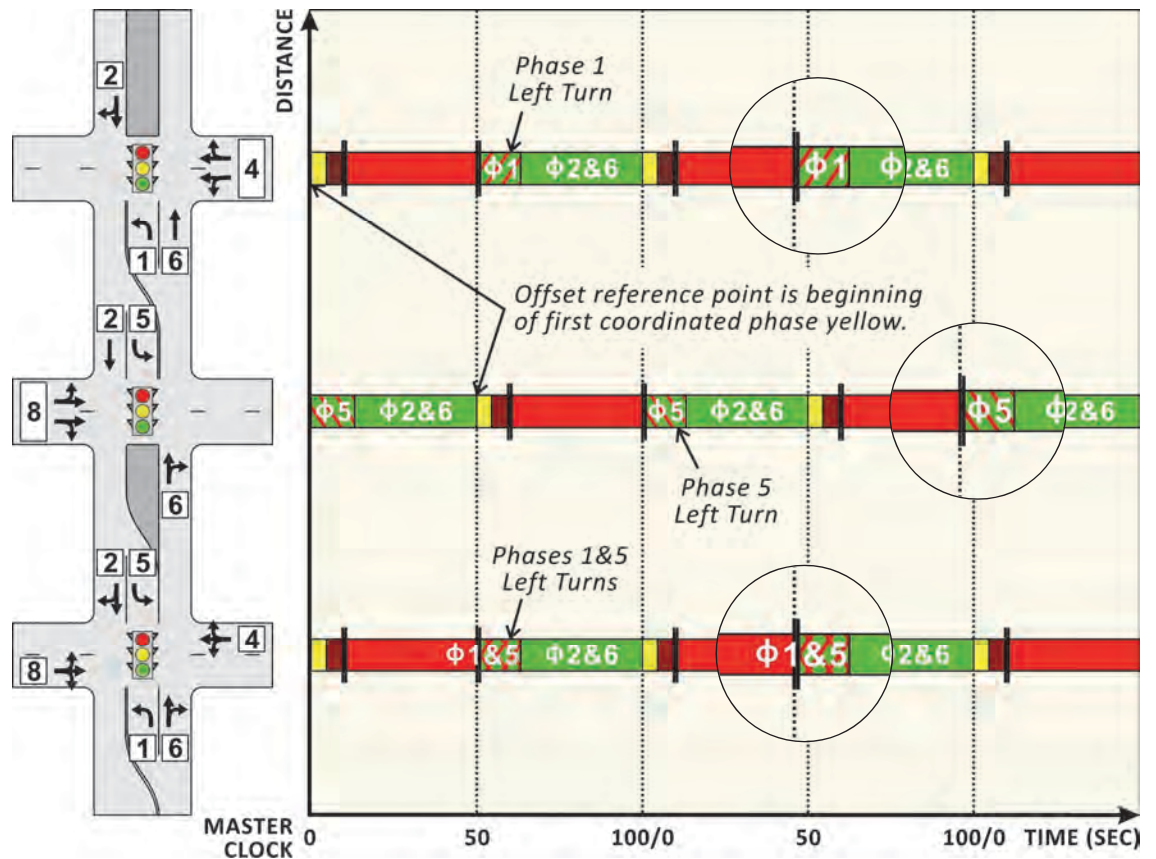 DISTANCE
2
Phase 1
Left Turn
Φ1
Φ2&6
Φ1
Φ2&6
4
1
6
Offset reference point is beginning
of first coordinated phase yellow.
2
5
8
Φ5
Φ2&6
Φ5
Φ2&6
Φ5
Φ2&6
6
Phase 5
Left Turn
2
5
Phases 1&5
Left Turns
4
8
Φ1&5
Φ2&6
Φ1&5
Φ2&6
1
6
MASTER
CLOCK
0
50
100/0
50
100/0
TIME (SEC)